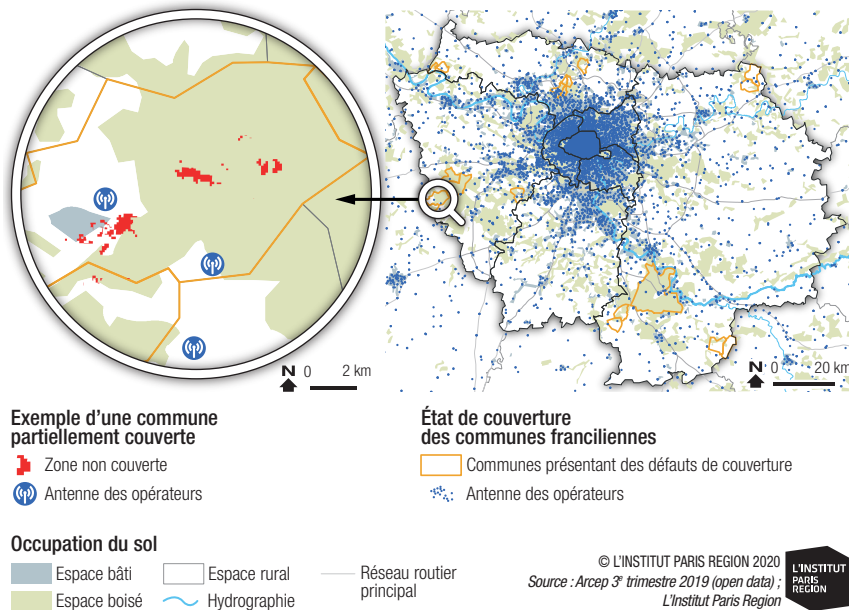 N 0 2 km
N 0 20 km
Exemple d'une commune
partiellement couverte
Zone non couverte
Antenne des opérateurs
État de couverture
des communes franciliennes
Communes présentant des défauts de couverture
Antenne des opérateurs
Occupation du sol
Espace bâti
Espace boisé
Espace rural
Hydrographie
Réseau routier
principal
© L'INSTITUT PARIS REGION 2020
Source : Arcep 3e trimestre 2019 (open data) ;
L'Institut Paris Region
L'INSTITUT
PARIS
REGION